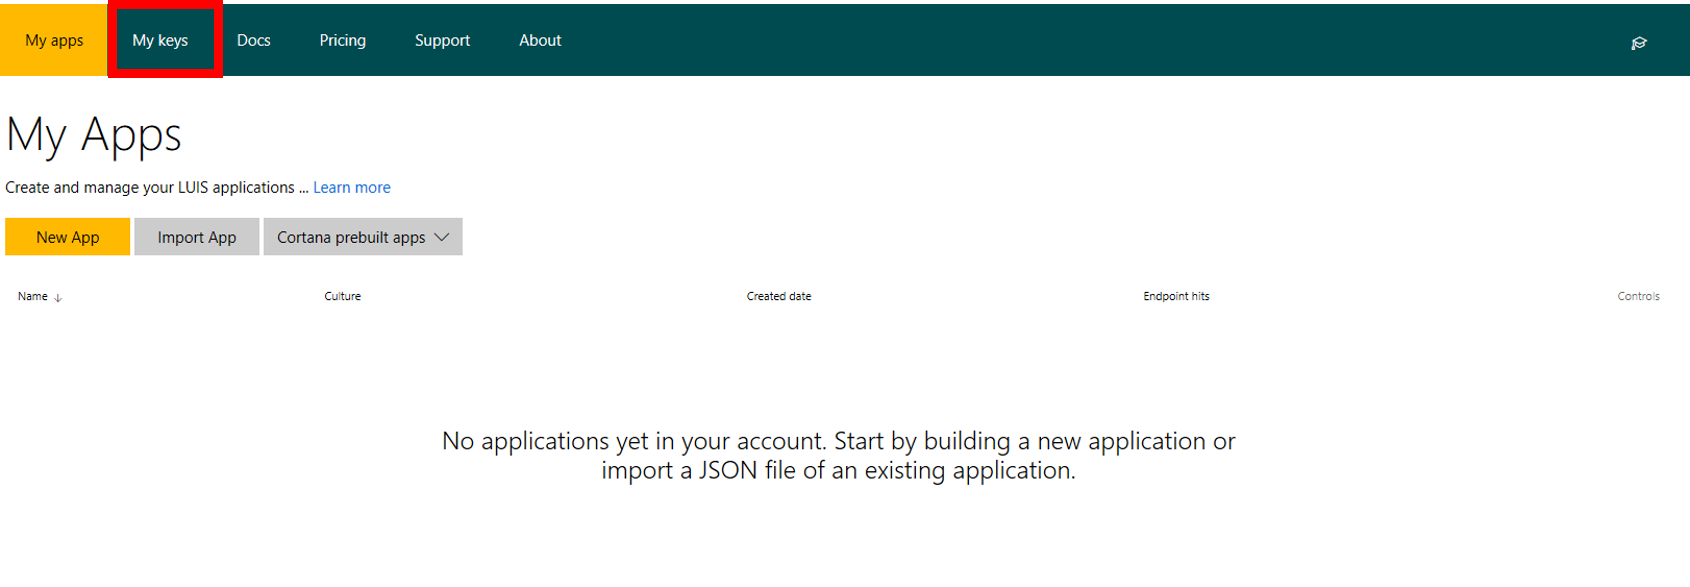 My apps My keys Docs Pricing Support About
My Apps
Create and manage your LUIS applications ... Learn more
New App Import App Cortana prebuilt apps
Name Culture Created date Endpoint hits Controls
No applications yet in your account. Start by building a new application or
import a JSON file of an existing application.